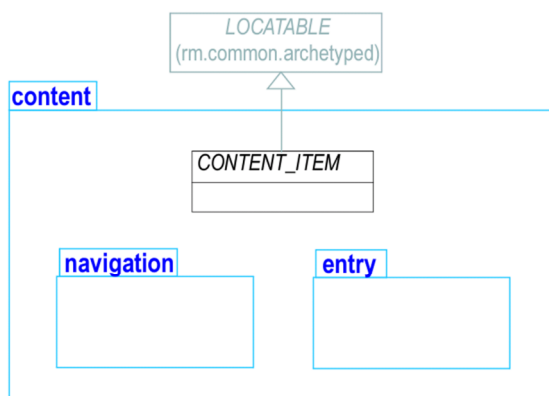 LOCATABLE
(rm.common.archetyped)
content
CONTENT_ITEM
navigation
entry